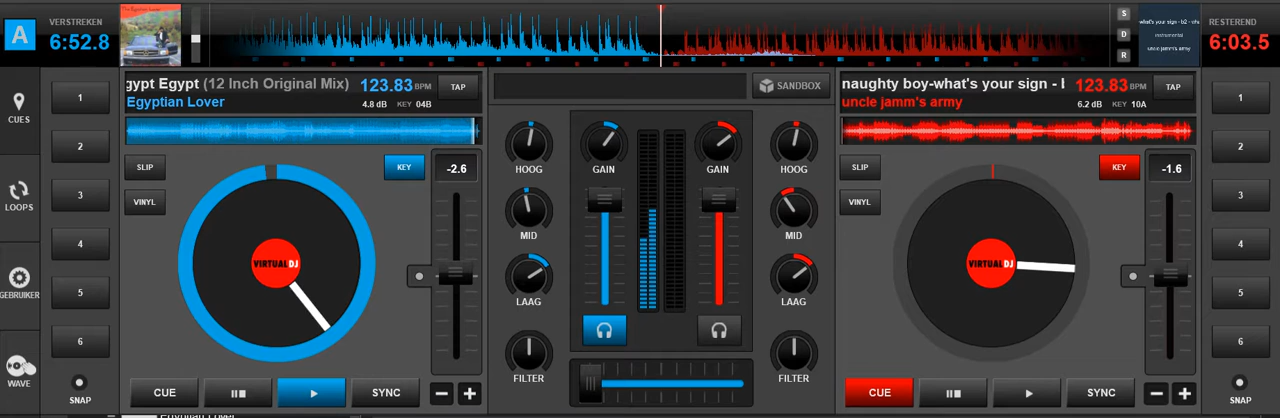 A
VERSTREKEN
6:52.8
S
D
R
what's your sign - b2 -
instrumental
uncle jamm's army
RESTEREND
6:03.5
CUES
LOOPS
GEBRUIKER
WAVE
1
2
3
4
5
6
SNAP
gypt Egypt (12 Inch Original Mix) 123.83 BPM TAP
Egyptian Lover 4.8 dB KEY 04B
SLIP KEY -2.6
VINYL
VIRTUAL DJ
CUE SYNC
SANDBOX
HOOG GAIN GAIN HOOG
MID MID
LAAG LAAG
FILTER FILTER
naughty boy-what's your sign - 123.83 BPM TAP
uncle jamm's army 6.2 dB KEY 10A
SLIP KEY -1.6
VINYL
VIRTUAL DJ
CUE SYNC
1
2
3
4
5
6
SNAP
Egyptian Lover